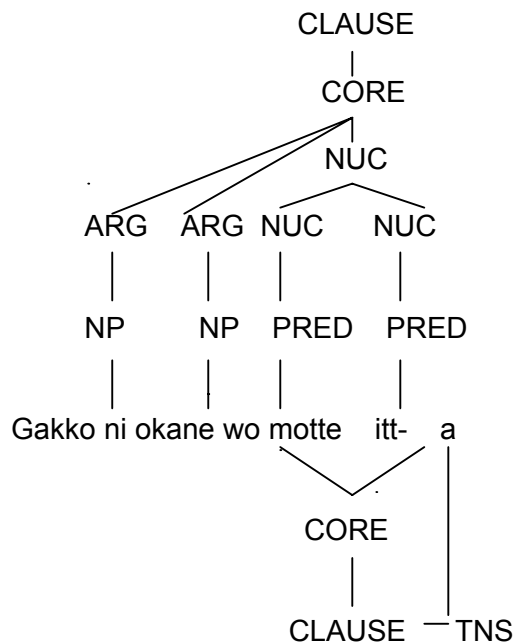 CLAUSE
CORE
NUC
ARG ARG NUC NUC
NP NP PRED PRED
Gakko ni okane wo motte itt- a
CORE
CLAUSE TNS